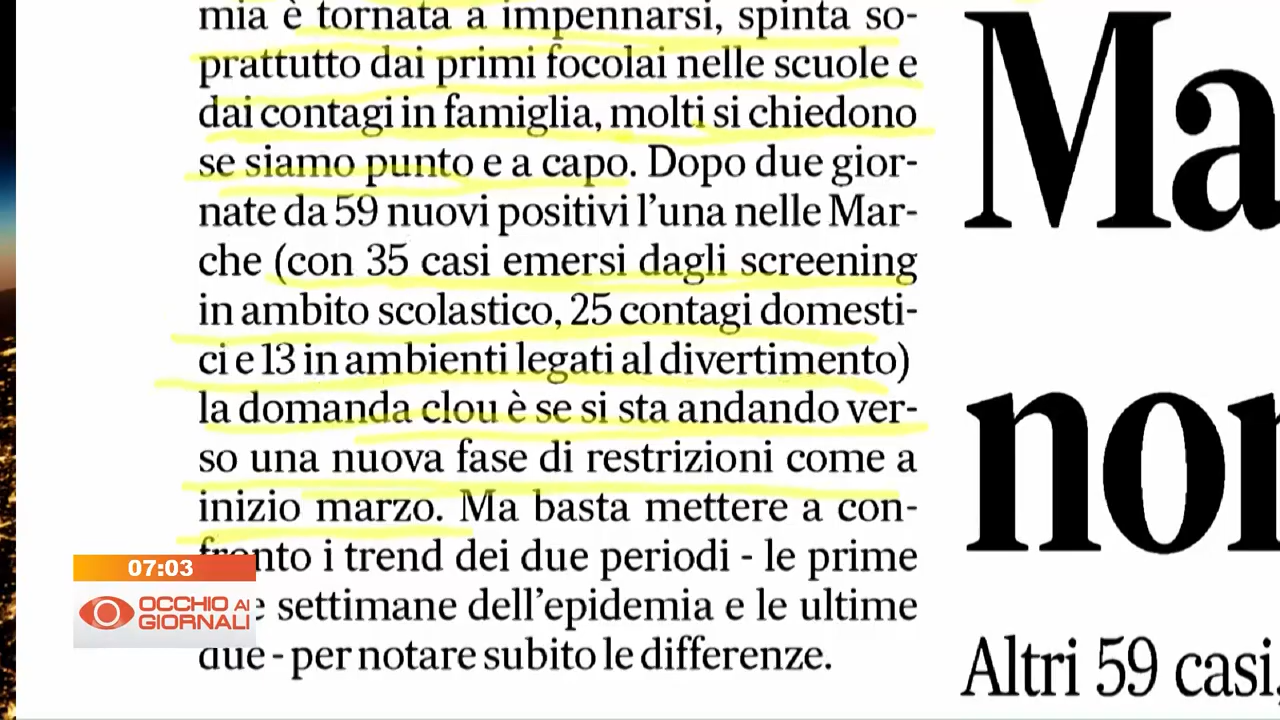 mia è tornata a impennarsi, spinta so-
prattutto dai primi focolai nelle scuole e
dai contagi in famiglia, molti si chiedono
se siamo punto e a capo. Dopo due gior-
nate da 59 nuovi positivi l'una nelle Mar-
che (con 35 casi emersi dagli screening
in ambito scolastico, 25 contagi domesti-
ci e 13 in ambienti legati al divertimento)
la domanda clou è se si sta andando ver-
so una nuova fase di restrizioni come a
inizio marzo. Ma basta mettere a con-
fronto i trend dei due periodi - le prime
e settimane dell'epidemia e le ultime
due - per notare subito le differenze.
Ma
non
Altri 59 casi,
07:03
OCCHIO AI
GIORNALI